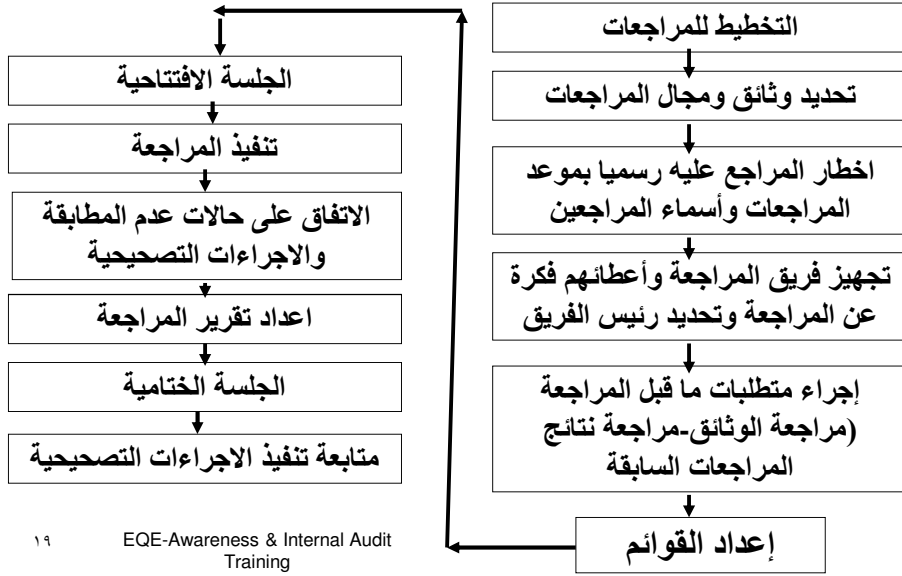 التخطيط للمراجعات
تحديد وثائق ومجال المراجعات
اخطار المراجع عليه رسميا بموعد
المراجعات وأسماء المراجعين
تجهيز فريق المراجعة وأعطائهم فكرة
عن المراجعة وتحديد رئيس الفريق
إجراء متطلبات ما قبل المراجعة
(مراجعة الوثائق-مراجعة نتائج
المراجعات السابقة
إعداد القوائم
الجلسة الافتتاحية
تنفيذ المراجعة
الاتفاق على حالات عدم المطابقة
والاجراءات التصحيحية
اعداد تقرير المراجعة
الجلسة الختامية
متابعة تنفيذ الاجراءات التصحيحية
١٩
EQE-Awareness & Internal Audit
Training